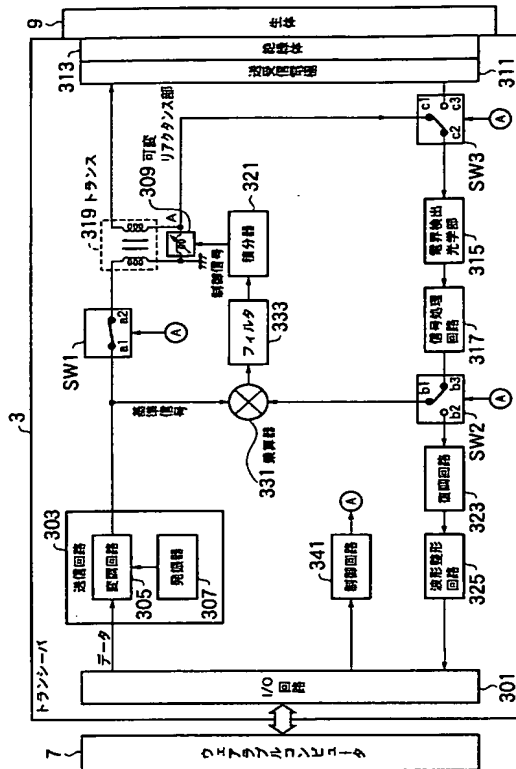 3
トランシーバ
7
ウェアラブルコンピュータ
301
I/O
回路
データ
303
送信回路
変調回路
305
発振器
307
SW1
a1
a2
A
319 トランス
309 可変
リアクタンス部
A
制御信号
基準信号
331 乗算器
フィルタ
333
積分器
321
313
絶縁体
送受信電極
311
9
生体
341
制御回路
A
c1
c2
c3
SW3
A
電界検出
光学部
315
信号処理
回路
317
b1
b2
b3
SW2
A
復調回路
323
波形整形
回路
325